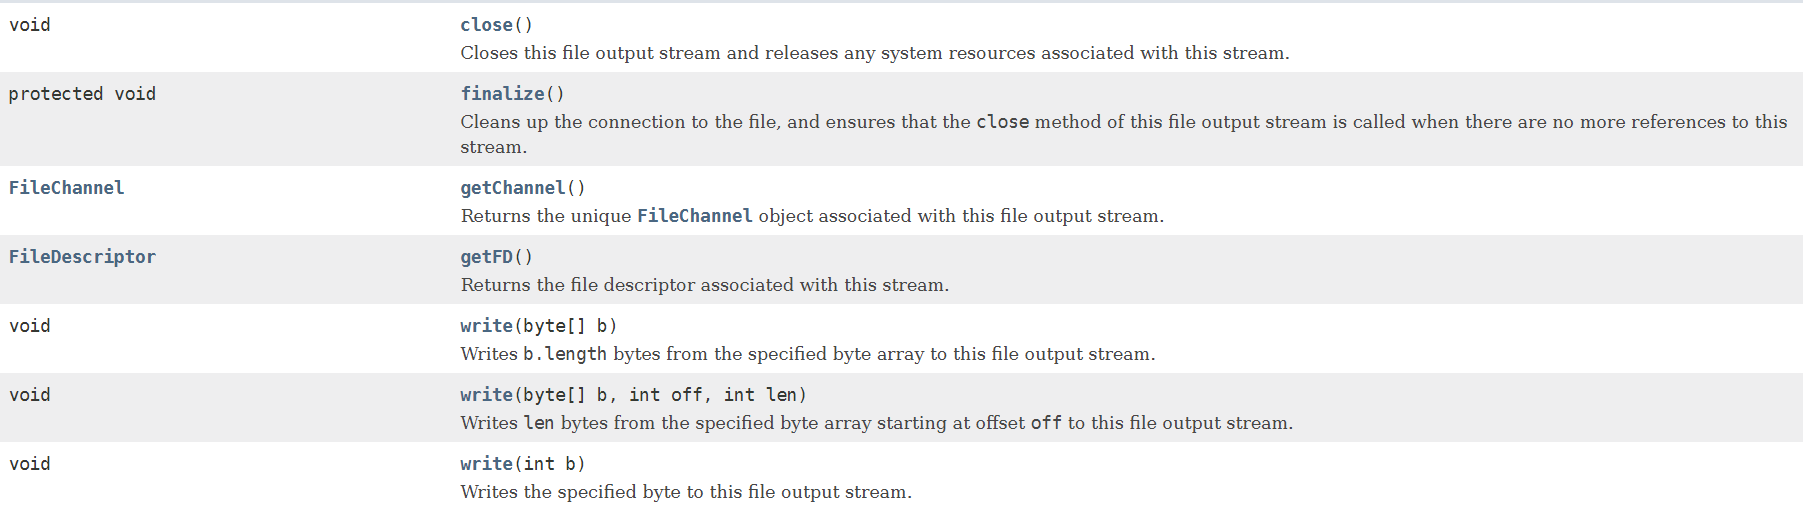 void close()
Closes this file output stream and releases any system resources associated with this stream.
protected void finalize()
Cleans up the connection to the file, and ensures that the close method of this file output stream is called when there are no more references to this
stream.
FileChannel getChannel()
Returns the unique FileChannel object associated with this file output stream.
FileDescriptor getFD()
Returns the file descriptor associated with this stream.
void write(byte[] b)
Writes b.length bytes from the specified byte array to this file output stream.
void write(byte[] b, int off, int len)
Writes len bytes from the specified byte array starting at offset off to this file output stream.
void write(int b)
Writes the specified byte to this file output stream.